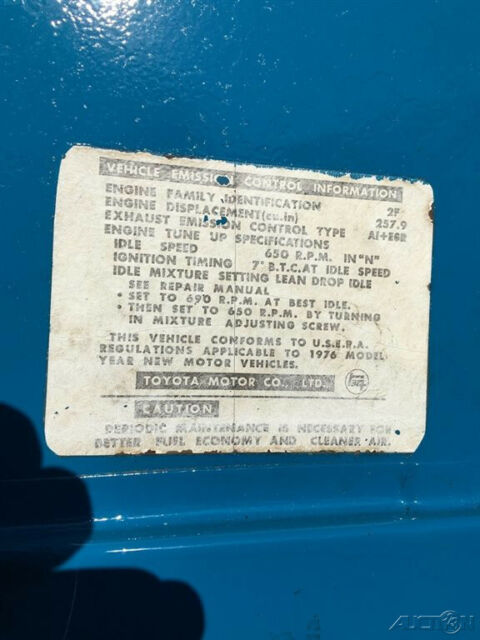 VEHICLE EMISSION CONTROL INFORMATION
ENGINE FAMILY IDENTIFICATION 2F
ENGINE DISPLACEMENT(cu.in) 257.9
EXHAUST EMISSION CONTROL TYPE AI+EGR
ENGINE TUNE UP SPECIFICATIONS
IDLE SPEED 650 R.P.M. IN "N"
IGNITION TIMING 7° B.T.C. AT IDLE SPEED
IDLE MIXTURE SETTING LEAN DROP IDLE
SEE REPAIR MANUAL
• SET TO 690 R.P.M. AT BEST IDLE.
• THEN SET TO 650 R.P.M. BY TURNING
IN MIXTURE ADJUSTING SCREW.
THIS VEHICLE CONFORMS TO U.S.E.P.A.
REGULATIONS APPLICABLE TO 1976 MODEL
YEAR NEW MOTOR VEHICLES.
TOYOTA MOTOR CO., LTD.
CAUTION
PERIODIC MAINTENANCE IS NECESSARY FOR
BETTER FUEL ECONOMY AND CLEANER AIR.
AUCTION